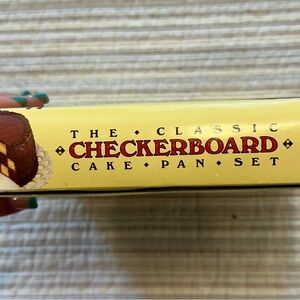 THE • CLASSIC
CHECKERBOARD
CAKE • PAN • SET